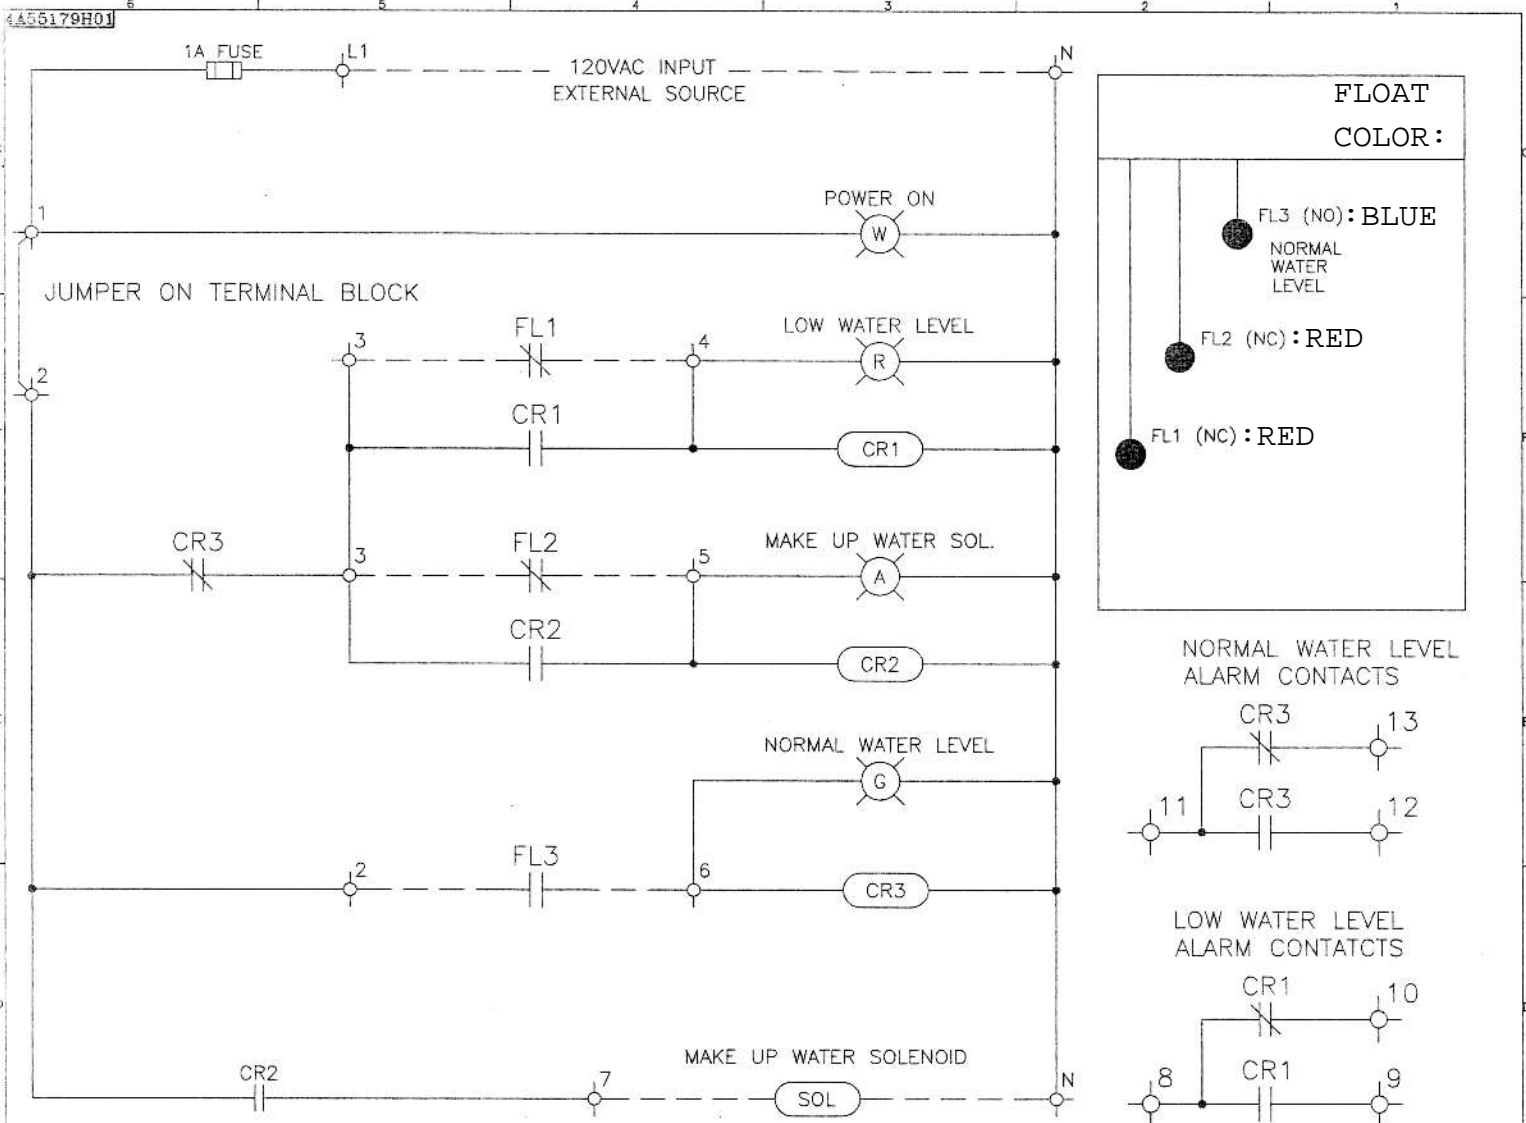 6 5 4 3 2 1
4A55179H01
1A FUSE
L1
120VAC INPUT
EXTERNAL SOURCE
N
1
POWER ON
W
JUMPER ON TERMINAL BLOCK
2
3
FL1
4
LOW WATER LEVEL
R
CR1
CR1
CR3
3
FL2
5
MAKE UP WATER SOL.
A
CR2
CR2
NORMAL WATER LEVEL
G
2
FL3
6
CR3
CR2
7
MAKE UP WATER SOLENOID
SOL
N
FLOAT
COLOR:
FL3 (NO):BLUE
NORMAL
WATER
LEVEL
FL2 (NC):RED
FL1 (NC):RED
NORMAL WATER LEVEL
ALARM CONTACTS
CR3
13
11
CR3
12
LOW WATER LEVEL
ALARM CONTATCTS
CR1
10
8
CR1
9